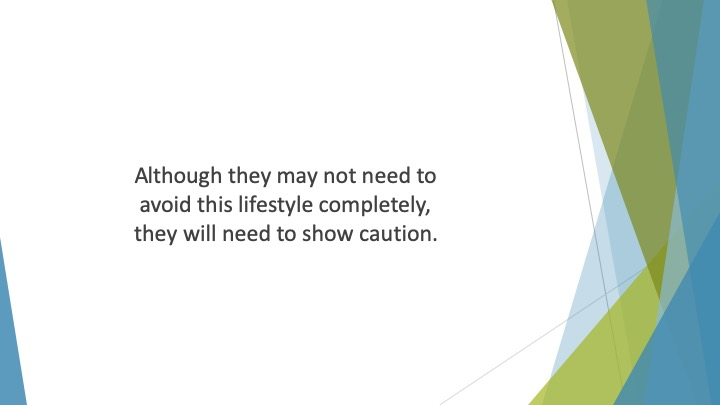 Although they may not need to
avoid this lifestyle completely,
they will need to show caution.